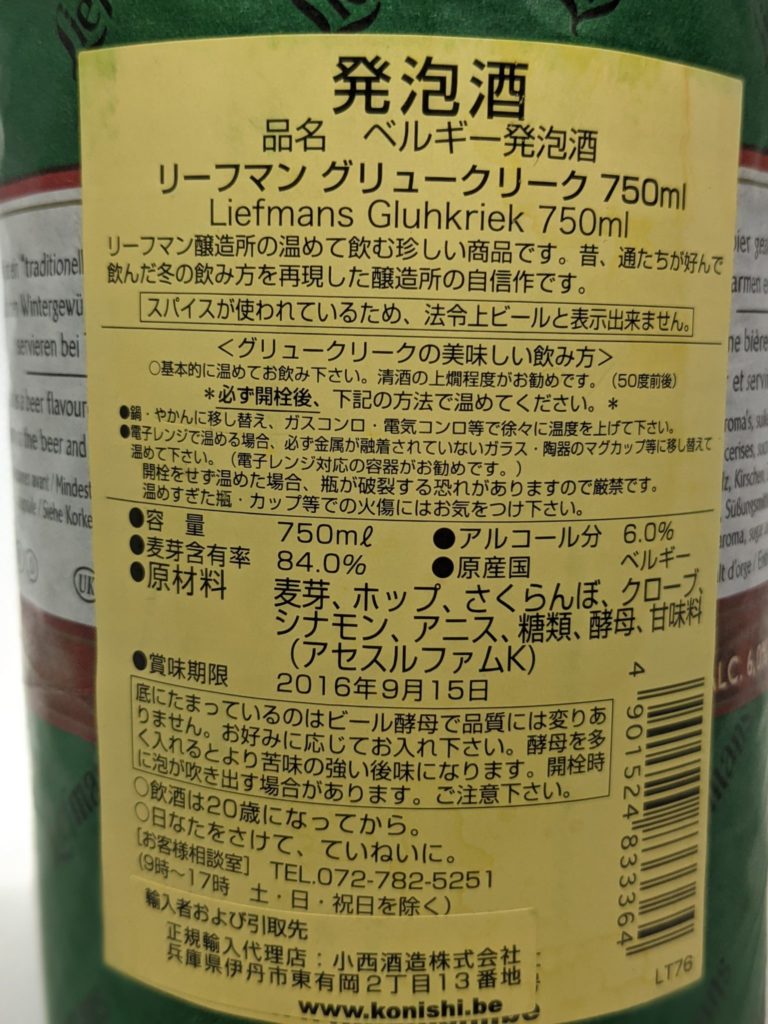 発泡酒
品名 ベルギー発泡酒
リーフマン グリュークリーク 750ml
Liefmans Gluhkriek 750ml
リーフマン醸造所の温めて飲む珍しい商品です。昔、通たちが好んで
飲んだ冬の飲み方を再現した醸造所の自信作です。
スパイスが使われているため、法令上ビールと表示出来ません。
＜グリュークリークの美味しい飲み方＞
○基本的に温めてお飲み下さい。清酒の上燗程度がお勧めです。（50度前後）
＊必ず開栓後、下記の方法で温めてください。＊
●鍋・やかんに移し替え、ガスコンロ・電気コンロ等で徐々に温度を上げて下さい。
●電子レンジで温める場合、必ず金属が融着されていないガラス・陶器のマグカップ等に移し替えて
温めて下さい。（電子レンジ対応の容器がお勧めです。）
開栓をせず温めた場合、瓶が破裂する恐れがありますので厳禁です。
温めすぎた瓶・カップ等での火傷にはお気をつけ下さい。
●容量 750mℓ ●アルコール分 6.0%
●麦芽含有率 84.0% ●原産国 ベルギー
●原材料 麦芽、ホップ、さくらんぼ、クローブ、
シナモン、アニス、糖類、酵母、甘味料
（アセスルファムK）
●賞味期限 2016年9月15日
底にたまっているのはビール酵母で品質には変りあ
りません。お好みに応じてお入れ下さい。酵母を多
く入れるとより苦味の強い後味になります。開栓時
に泡が吹き出す場合があります。ご注意下さい。
○飲酒は20歳になってから。
○日なたをさけて、ていねいに。
[お客様相談室] TEL.072-782-5251
(9時～17時 土・日・祝日を除く)
輸入者および引取先
正規輸入代理店：小西酒造株式会社
兵庫県伊丹市東有岡2丁目13番地
www.konishi.be
4 901524 833364
LT76
"traditionell
Wintergewü
servieren bei
beer flavour
the beer and
/ Mindest
/ Siehe Korke
UK
bier
armen
ne bière
et servi
cerises,
Kirschen,
Süßungsmitt
aroma,
d'orge /
LC. 6,0